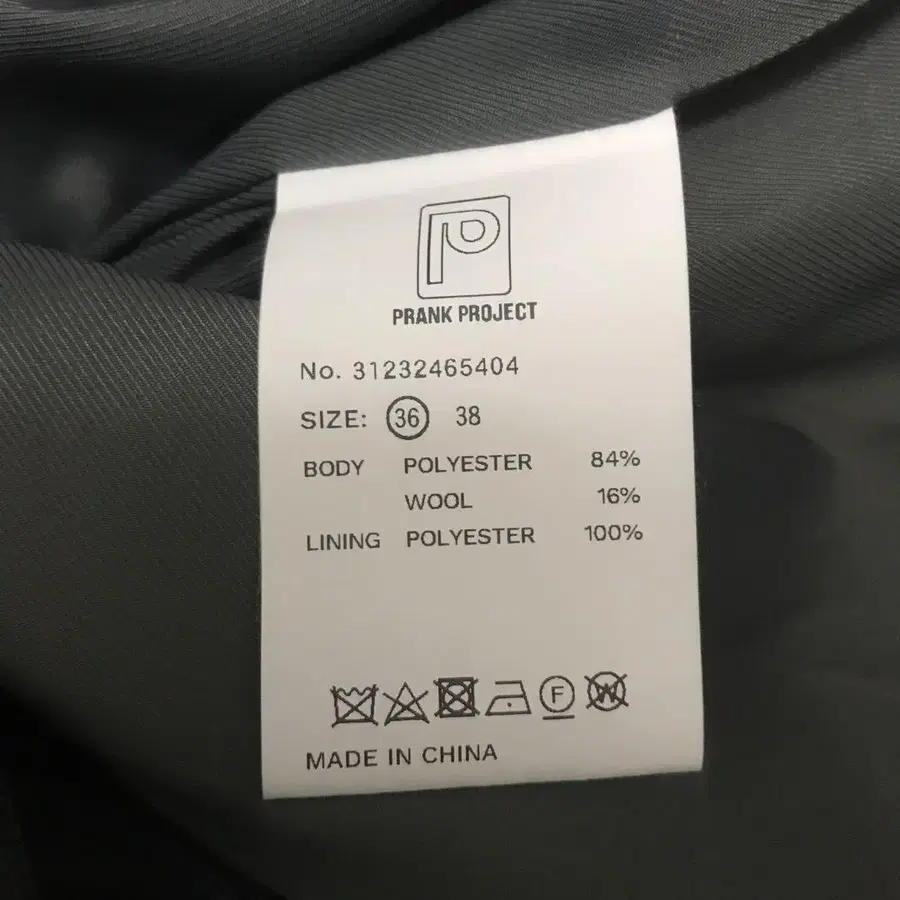 P
PRANK PROJECT
No. 31232465404
SIZE: 36 38
BODY POLYESTER 84%
WOOL 16%
LINING POLYESTER 100%
F W
MADE IN CHINA